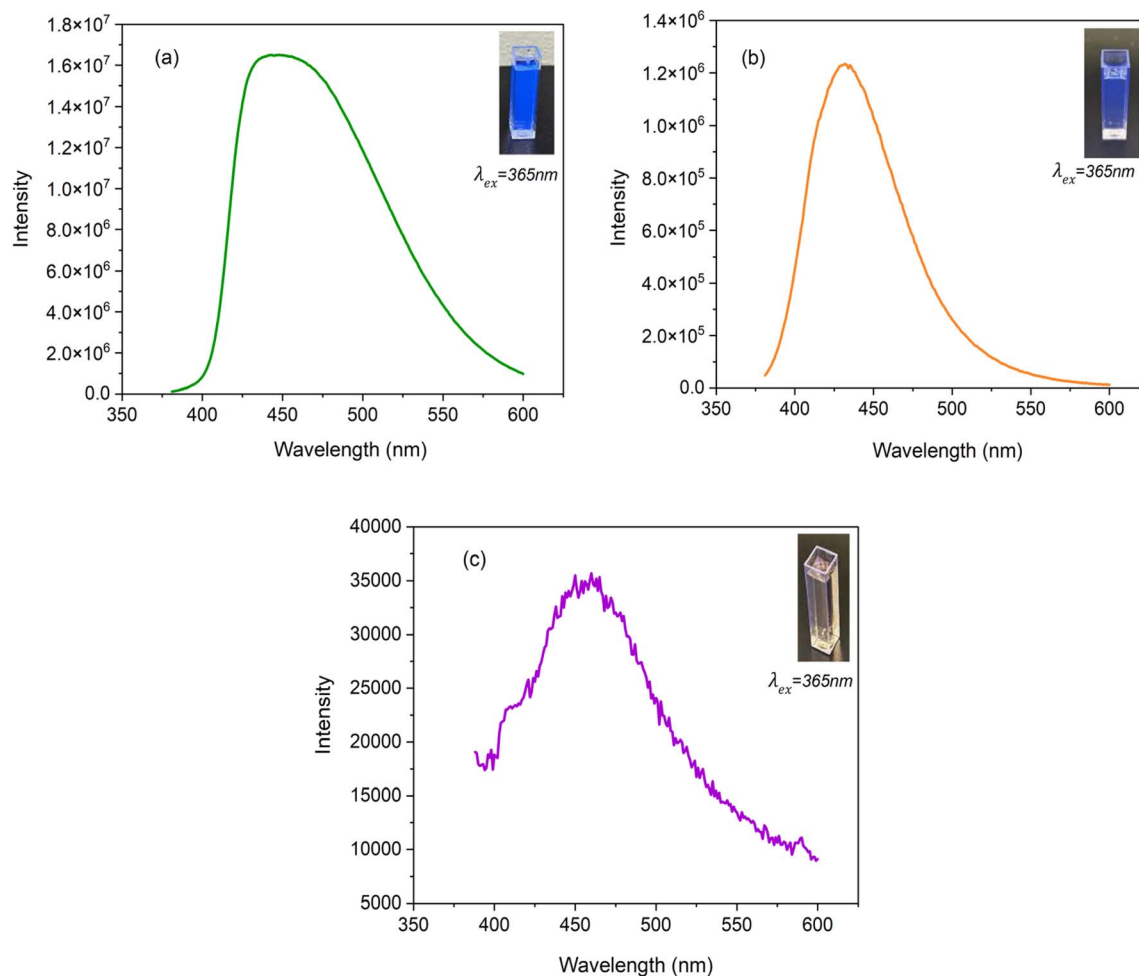 (a)
Intensity
1.8×10⁷
1.6×10⁷
1.4×10⁷
1.2×10⁷
1.0×10⁷
8.0×10⁶
6.0×10⁶
4.0×10⁶
2.0×10⁶
0.0
350 400 450 500 550 600
Wavelength (nm)
λₑₓ=365nm
(b)
Intensity
1.4×10⁶
1.2×10⁶
1.0×10⁶
8.0×10⁵
6.0×10⁵
4.0×10⁵
2.0×10⁵
0.0
350 400 450 500 550 600
Wavelength (nm)
λₑₓ=365nm
(c)
Intensity
40000
35000
30000
25000
20000
15000
10000
5000
350 400 450 500 550 600
Wavelength (nm)
λₑₓ=365nm